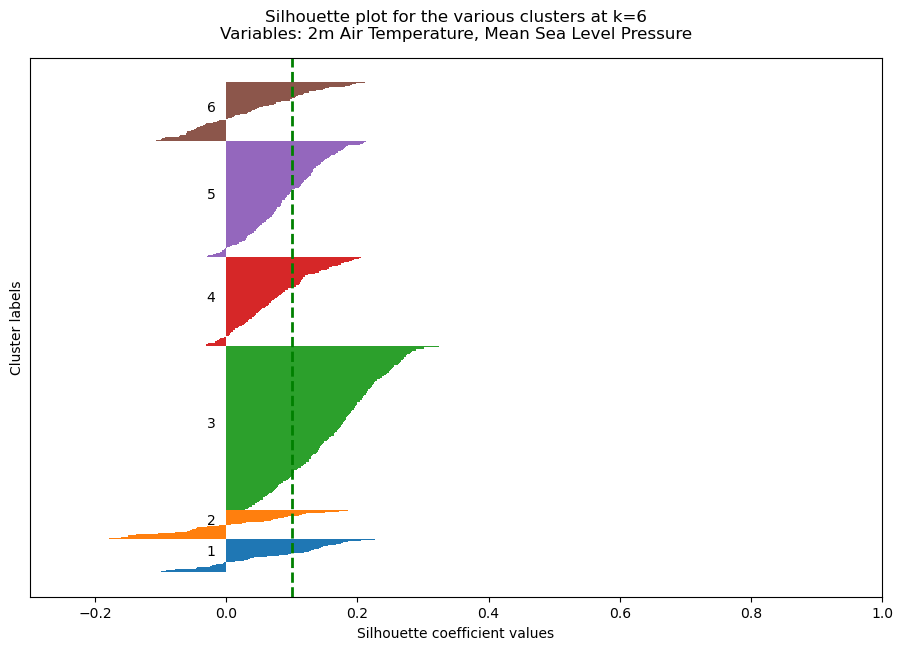 Silhouette plot for the various clusters at k=6
Variables: 2m Air Temperature, Mean Sea Level Pressure
Cluster labels
6
5
4
3
2
1
−0.2 0.0 0.2 0.4 0.6 0.8 1.0
Silhouette coefficient values